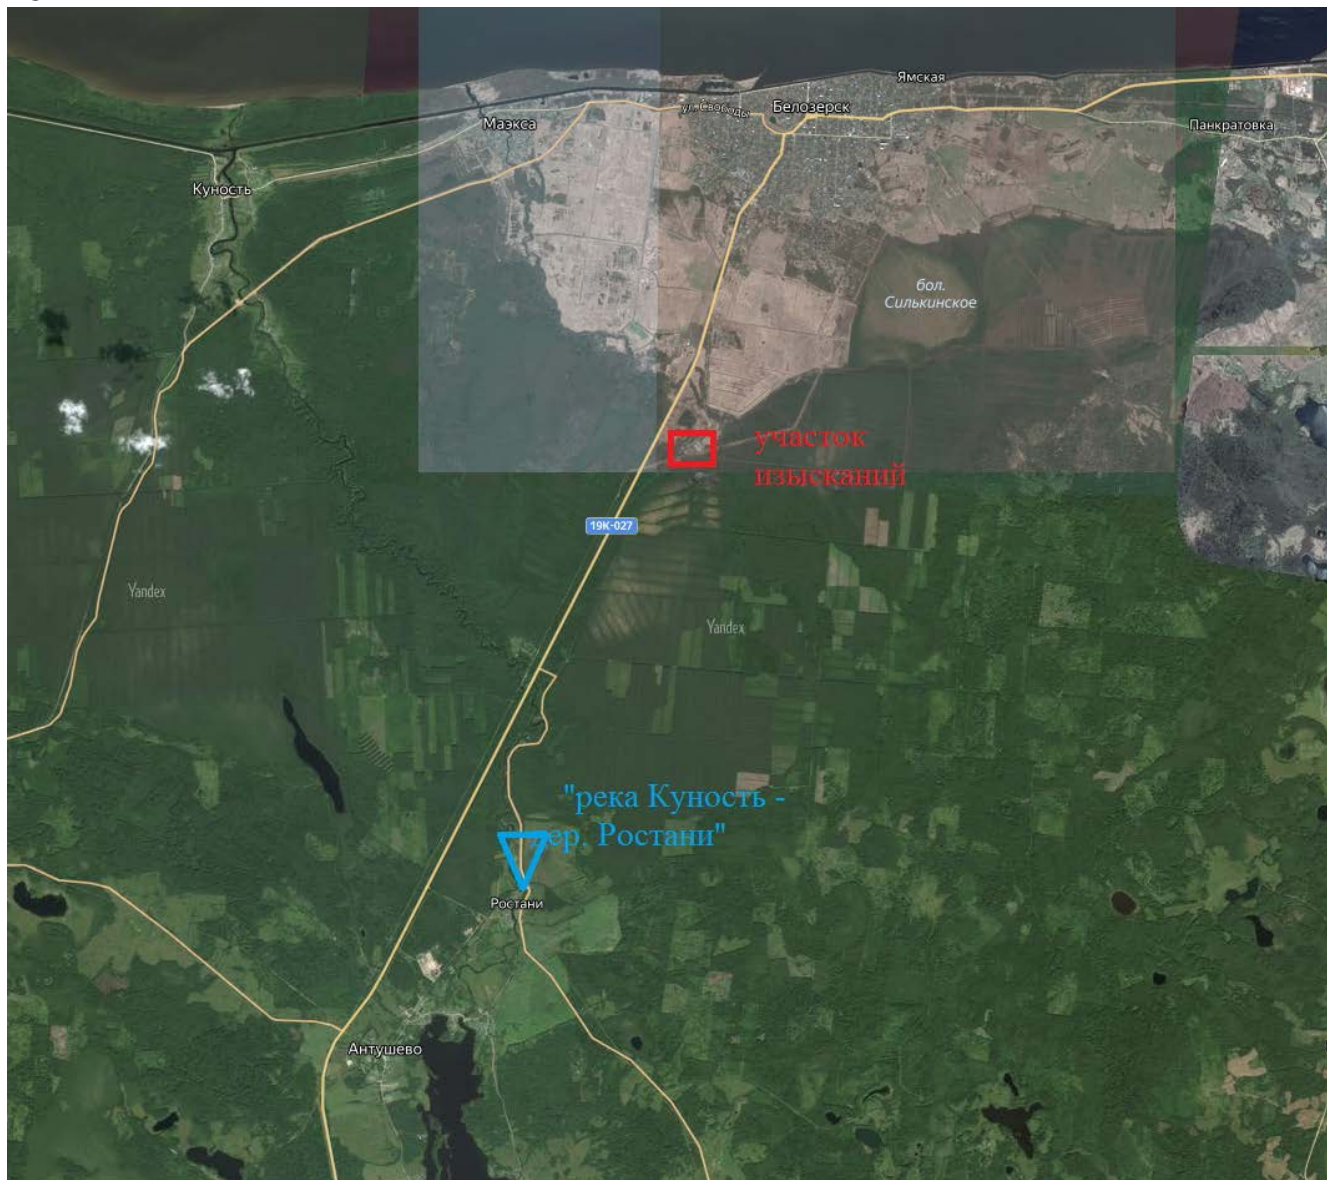 Ямская
ул. Свободы
Белозерск
Маэкса
Панкратовка
Куность
бол.
Силькинское
участок
изысканий
19К-027
Yandex
Yandex
"река Куность -
дер. Ростани"
Ростани
Антушево